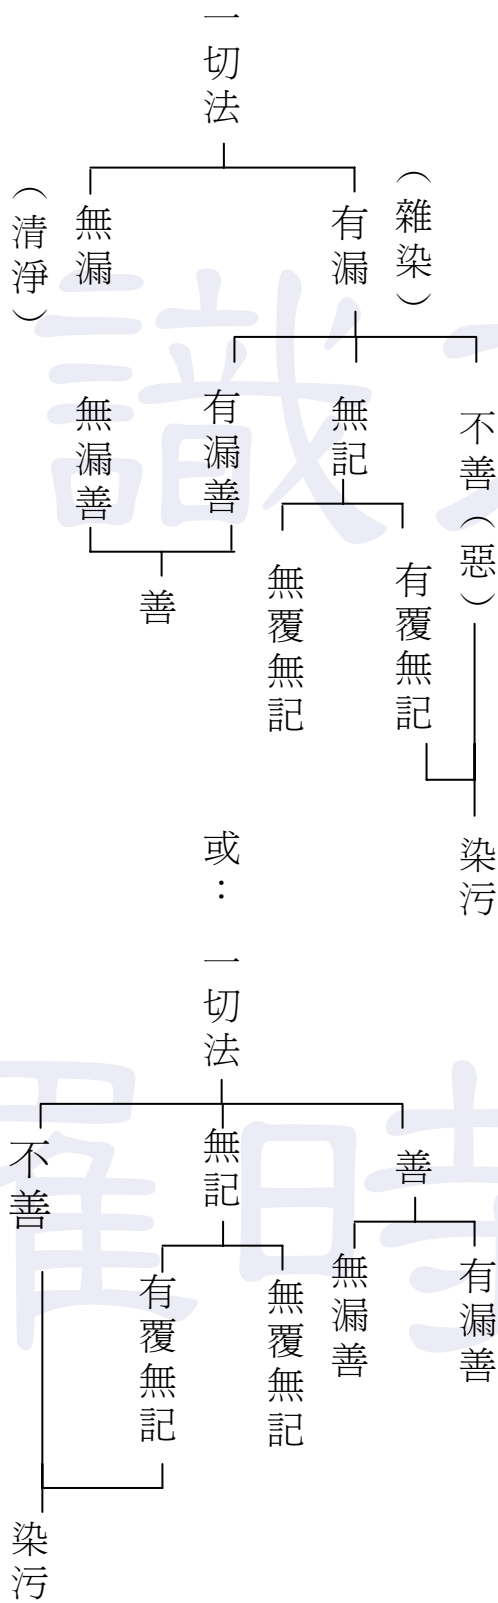 一切法
（雜染）
有漏
不善（惡）
無記
有覆無記
無覆無記
染污
有漏善
無漏
（清淨）
無漏善
善
或：
一切法
善
有漏善
無漏善
無記
無覆無記
有覆無記
不善
染污
識
羅時